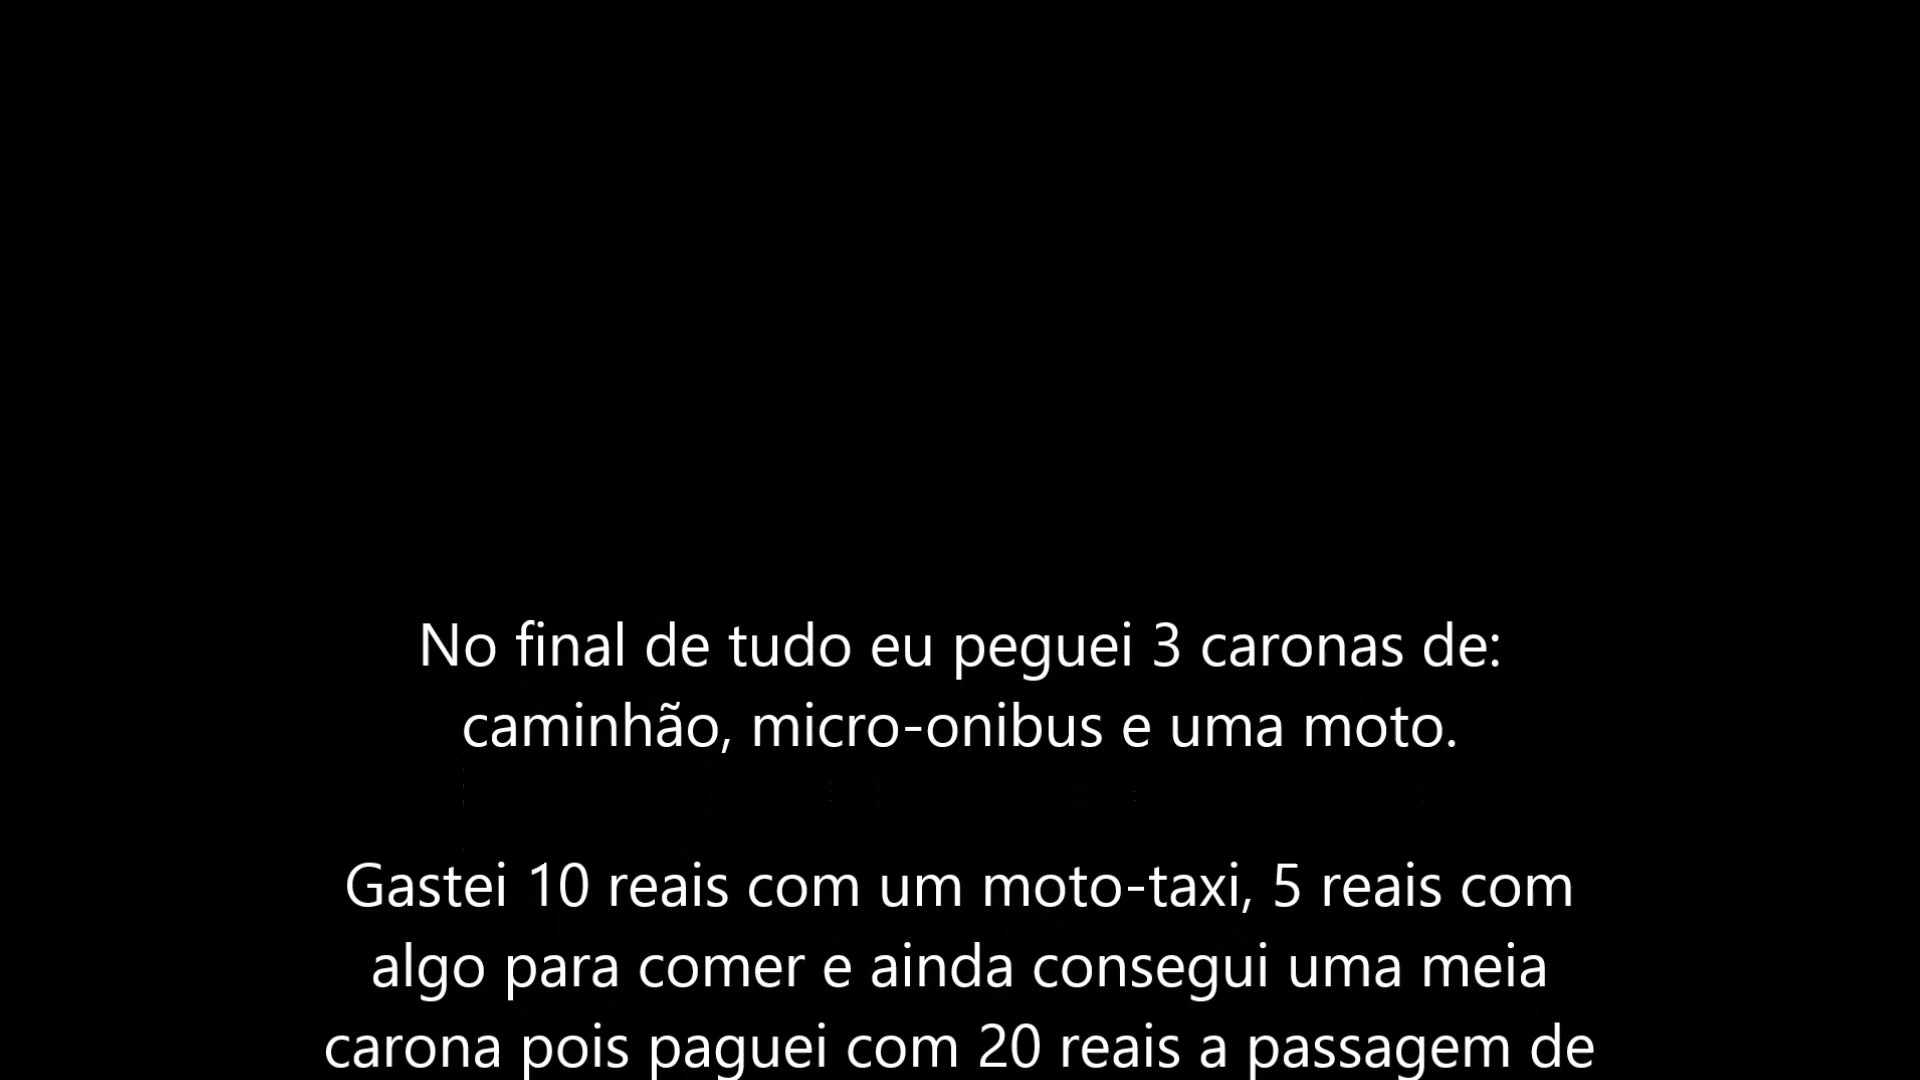 No final de tudo eu peguei 3 caronas de:
caminhão, micro-onibus e uma moto.
Gastei 10 reais com um moto-taxi, 5 reais com
algo para comer e ainda consegui uma meia
carona pois paguei com 20 reais a passagem de